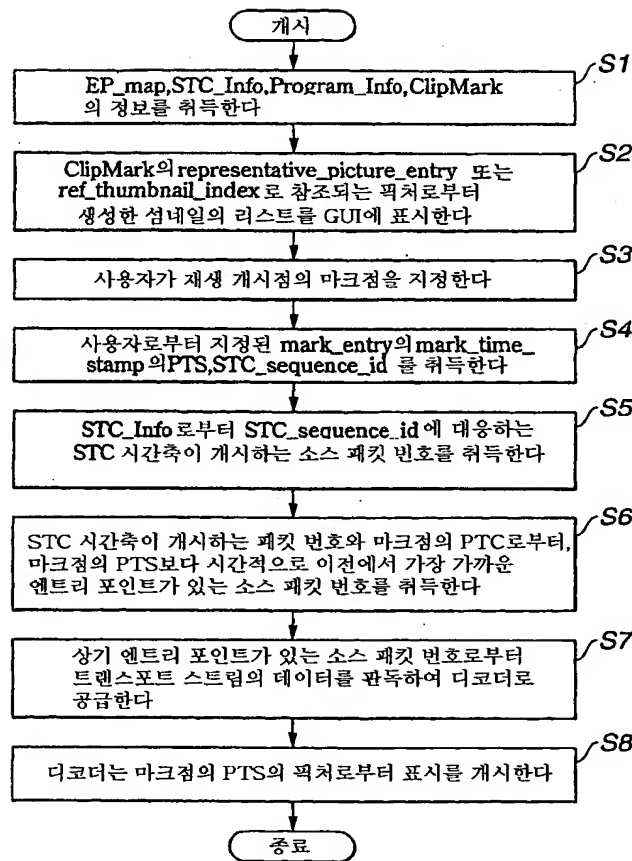 개시
S1
EP_map,STC_Info,Program_Info,ClipMark
의 정보를 취득한다
S2
ClipMark의 representative_picture_entry 또는
ref_thumbnail_index로 참조되는 픽처로부터
생성한 섬네일의 리스트를 GUI에 표시한다
S3
사용자가 재생 개시점의 마크점을 지정한다
S4
사용자로부터 지정된 mark_entry의 mark_time_
stamp의PTS,STC_sequence_id 를 취득한다
S5
STC_Info로부터 STC_sequence_id에 대응하는
STC 시간축이 개시하는 소스 패킷 번호를 취득한다
S6
STC 시간축이 개시하는 패킷 번호와 마크점의 PTC로부터,
마크점의 PTS보다 시간적으로 이전에서 가장 가까운
엔트리 포인트가 있는 소스 패킷 번호를 취득한다
S7
상기 엔트리 포인트가 있는 소스 패킷 번호로부터
트랜스포트 스트림의 데이터를 판독하여 디코더로
공급한다
S8
디코더는 마크점의 PTS의 픽처로부터 표시를 개시한다
종료